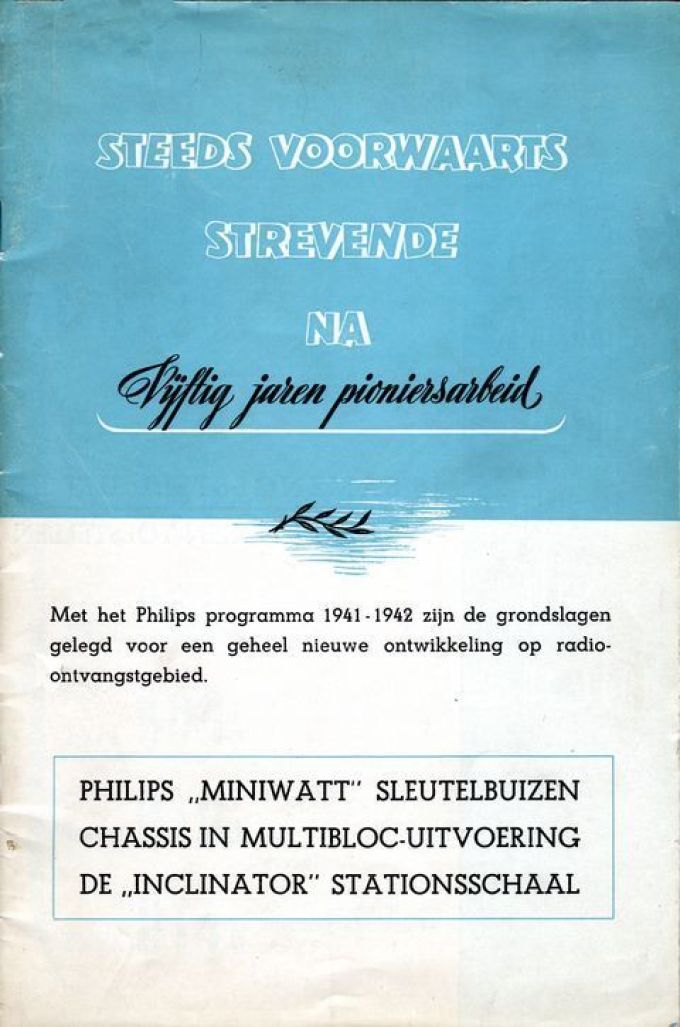 STEEDS VOORWAARTS
STREVENDE
NA
Vijftig jaren pioniersarbeid
Met het Philips programma 1941-1942 zijn de grondslagen
gelegd voor een geheel nieuwe ontwikkeling op radio-
ontvangstgebied.
PHILIPS „MINIWATT" SLEUTELBUIZEN
CHASSIS IN MULTIBLOC-UITVOERING
DE „INCLINATOR" STATIONSSCHAAL